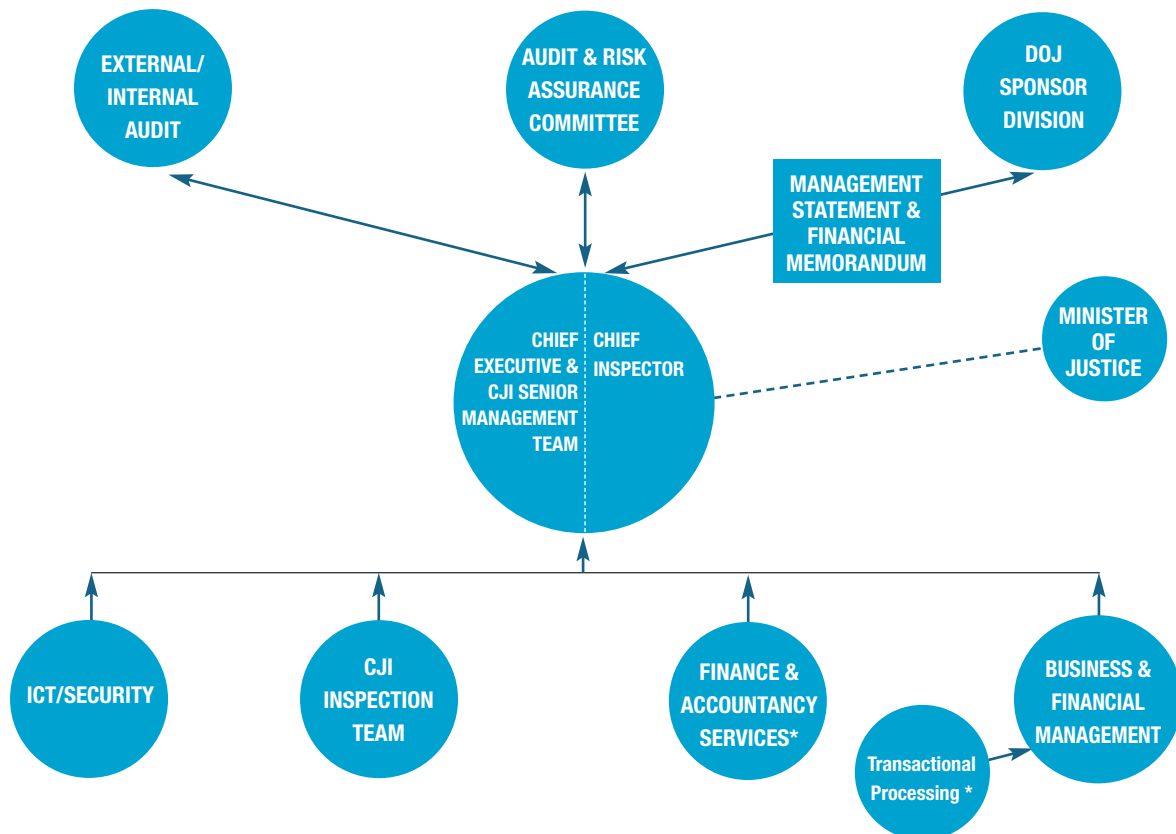 EXTERNAL/
INTERNAL
AUDIT
AUDIT & RISK
ASSURANCE
COMMITTEE
DOJ
SPONSOR
DIVISION
MANAGEMENT
STATEMENT &
FINANCIAL
MEMORANDUM
CHIEF
EXECUTIVE &
CJI SENIOR
MANAGEMENT
TEAM
CHIEF
INSPECTOR
MINISTER
OF
JUSTICE
ICT/SECURITY
CJI
INSPECTION
TEAM
FINANCE &
ACCOUNTANCY
SERVICES*
Transactional
Processing *
BUSINESS &
FINANCIAL
MANAGEMENT